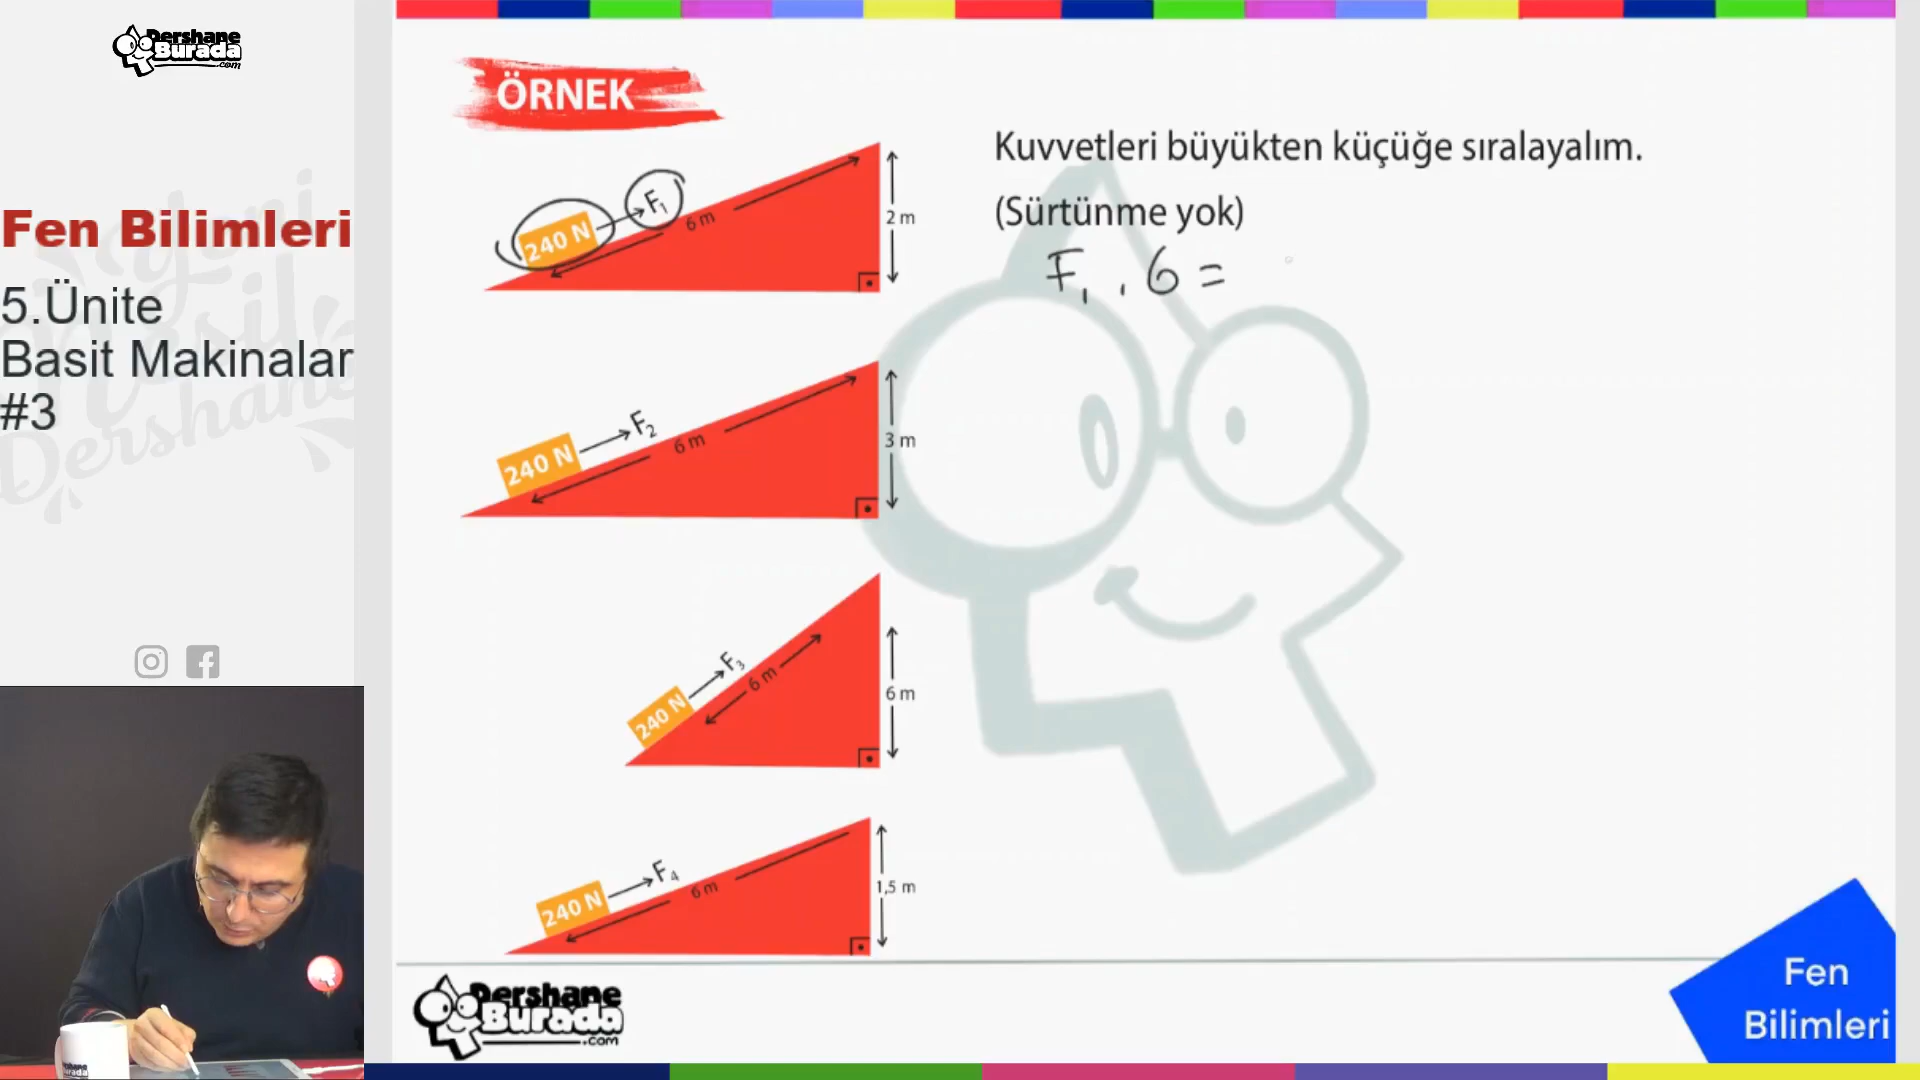 Dershane
Burada
.com
Fen Bilimleri
5.Ünite
Basit Makinalar
#3
ÖRNEK
Kuvvetleri büyükten küçüğe sıralayalım.
(Sürtünme yok)
F₁ . 6 =
240 N
F₁
6 m
2 m
240 N
F₂
6 m
3 m
240 N
F₃
6 m
6 m
240 N
F₄
6 m
1,5 m
Dershane
Burada
.com
Fen
Bilimleri